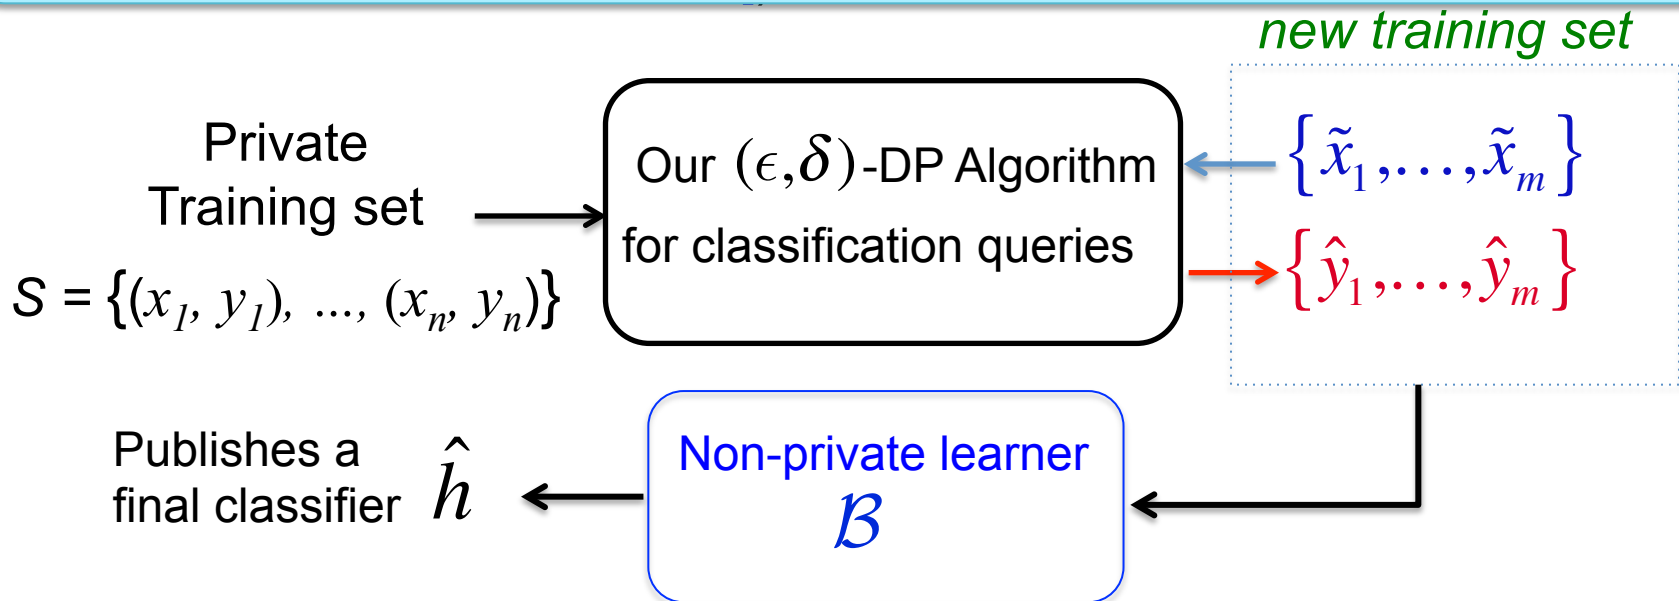 new training set
Private
Training set
S = {(x₁, y₁), ..., (xₙ, yₙ)}
Our (ϵ,δ)-DP Algorithm
for classification queries
{x̃₁,...,x̃ₘ}
{ŷ₁,...,ŷₘ}
Publishes a
final classifier ĥ
Non-private learner
ℬ